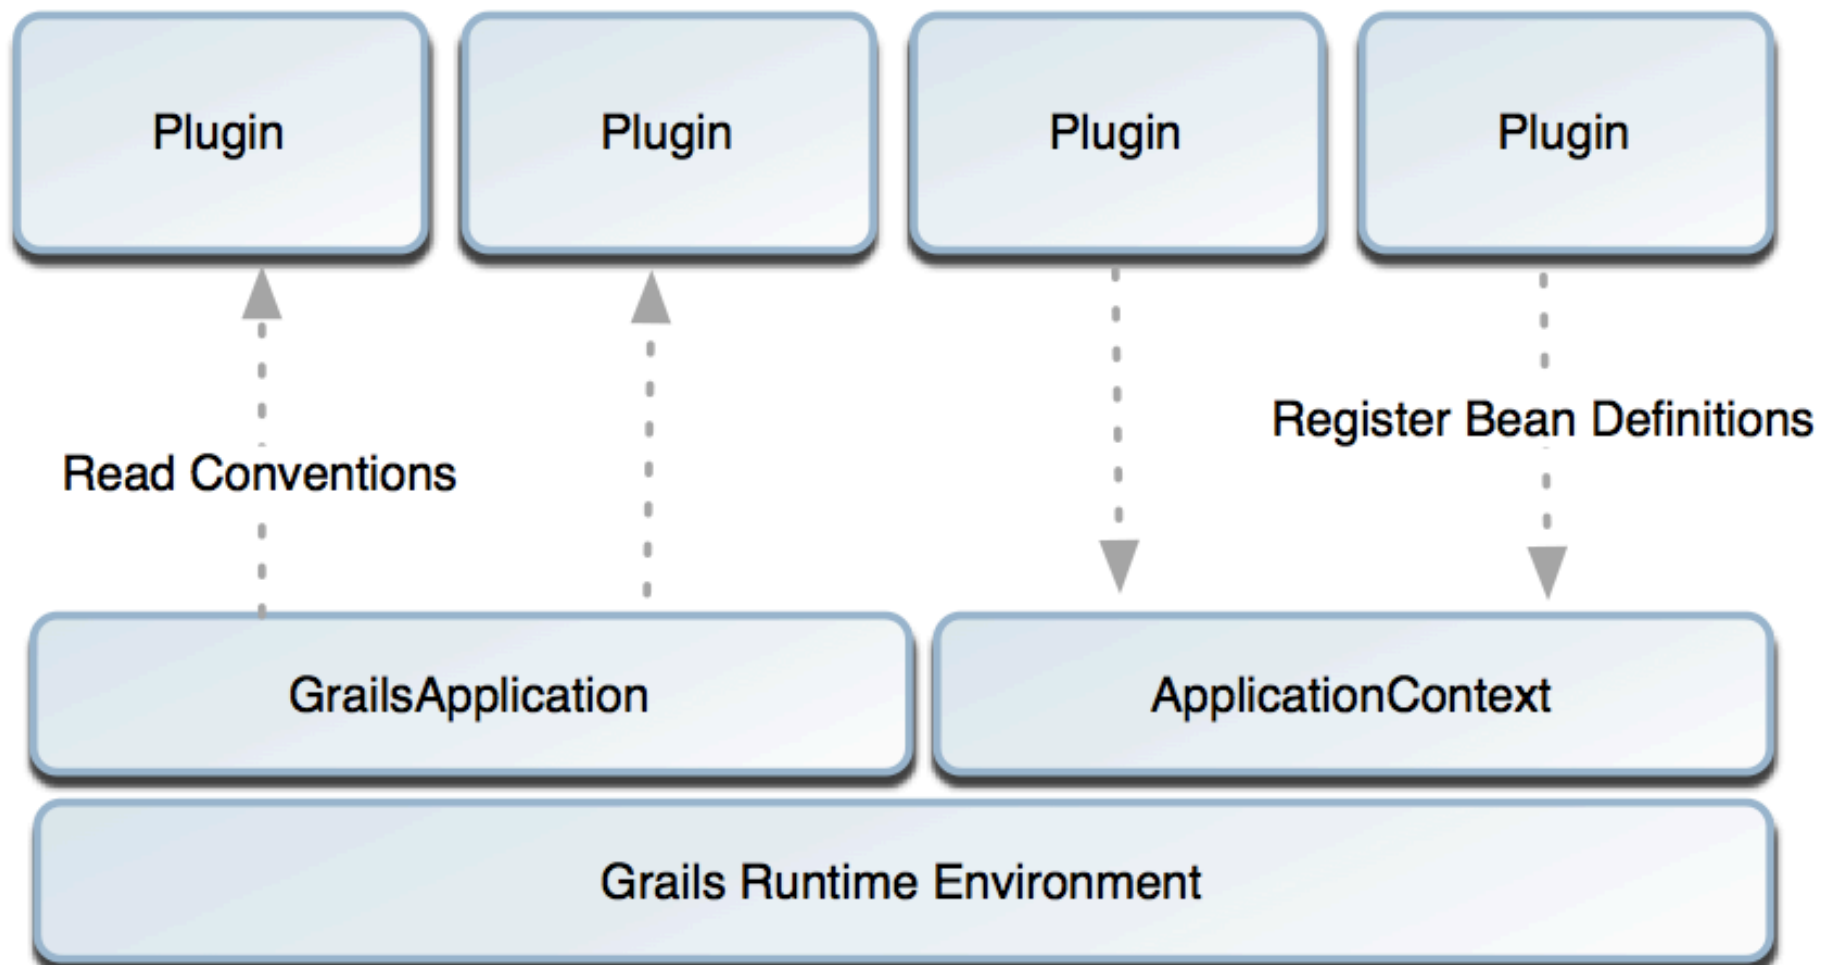 Plugin
Plugin
Plugin
Plugin
Register Bean Definitions
Read Conventions
GrailsApplication
ApplicationContext
Grails Runtime Environment